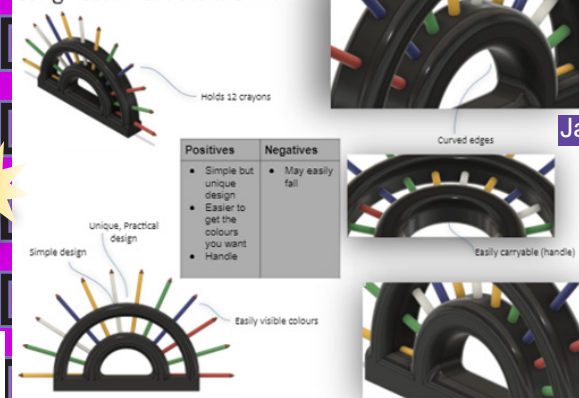 Holds 12 crayons
Curved edges
Ja
Positives
Negatives
Simple but
unique
design
Easier to
get the
colours
you want
Handle
May easily
fall
Unique, Practical
design
Simple design
Easily carryable (handle)
Easily visible colours